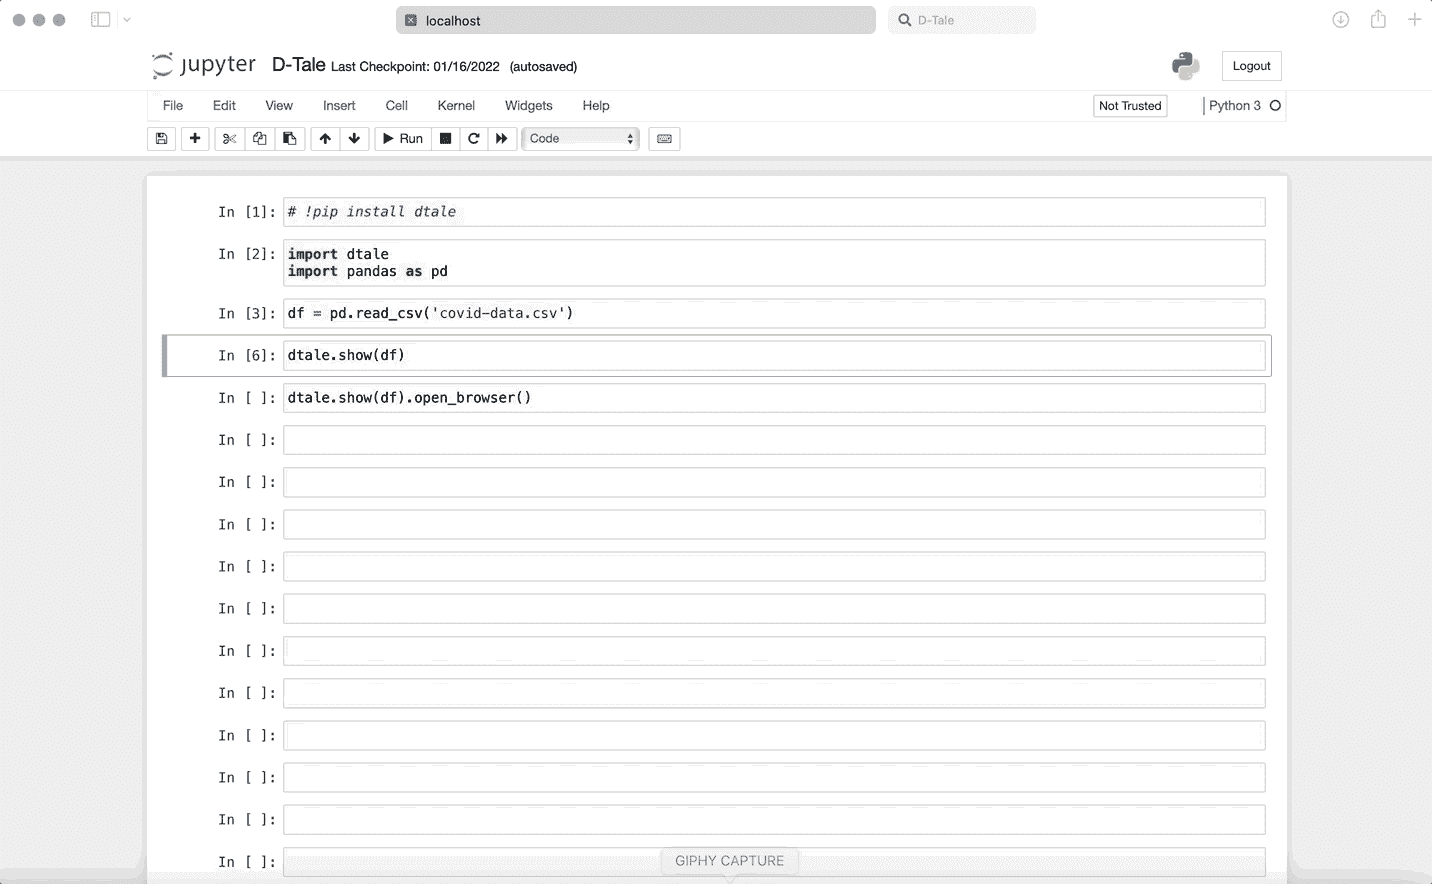 localhost
D-Tale
jupyter D-Tale Last Checkpoint: 01/16/2022 (autosaved)
Logout
File Edit View Insert Cell Kernel Widgets Help
Not Trusted
Python 3
Run
Code
In [1]: # !pip install dtale
In [2]: import dtale
import pandas as pd
In [3]: df = pd.read_csv('covid-data.csv')
In [6]: dtale.show(df)
In [ ]: dtale.show(df).open_browser()
In [ ]:
In [ ]:
In [ ]:
In [ ]:
In [ ]:
In [ ]:
In [ ]:
In [ ]:
In [ ]:
In [ ]:
In [ ]:
GIPHY CAPTURE